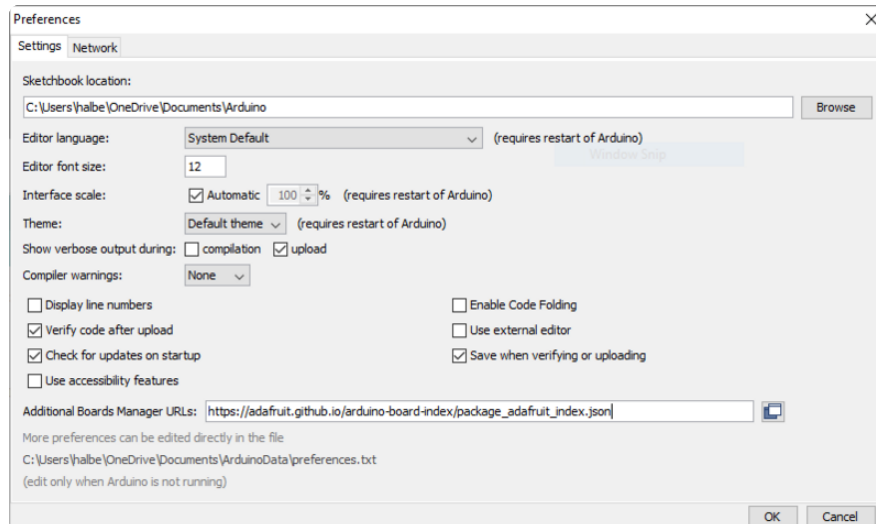 Preferences
Settings Network
Sketchbook location:
C:\Users\halbe\OneDrive\Documents\Arduino Browse
Editor language: System Default (requires restart of Arduino)
Window Snip
Editor font size: 12
Interface scale: Automatic 100 % (requires restart of Arduino)
Theme: Default theme (requires restart of Arduino)
Show verbose output during: compilation upload
Compiler warnings: None
Display line numbers Enable Code Folding
Verify code after upload Use external editor
Check for updates on startup Save when verifying or uploading
Use accessibility features
Additional Boards Manager URLs: https://adafruit.github.io/arduino-board-index/package_adafruit_index.json
More preferences can be edited directly in the file
C:\Users\halbe\OneDrive\Documents\ArduinoData\preferences.txt
(edit only when Arduino is not running)
OK Cancel